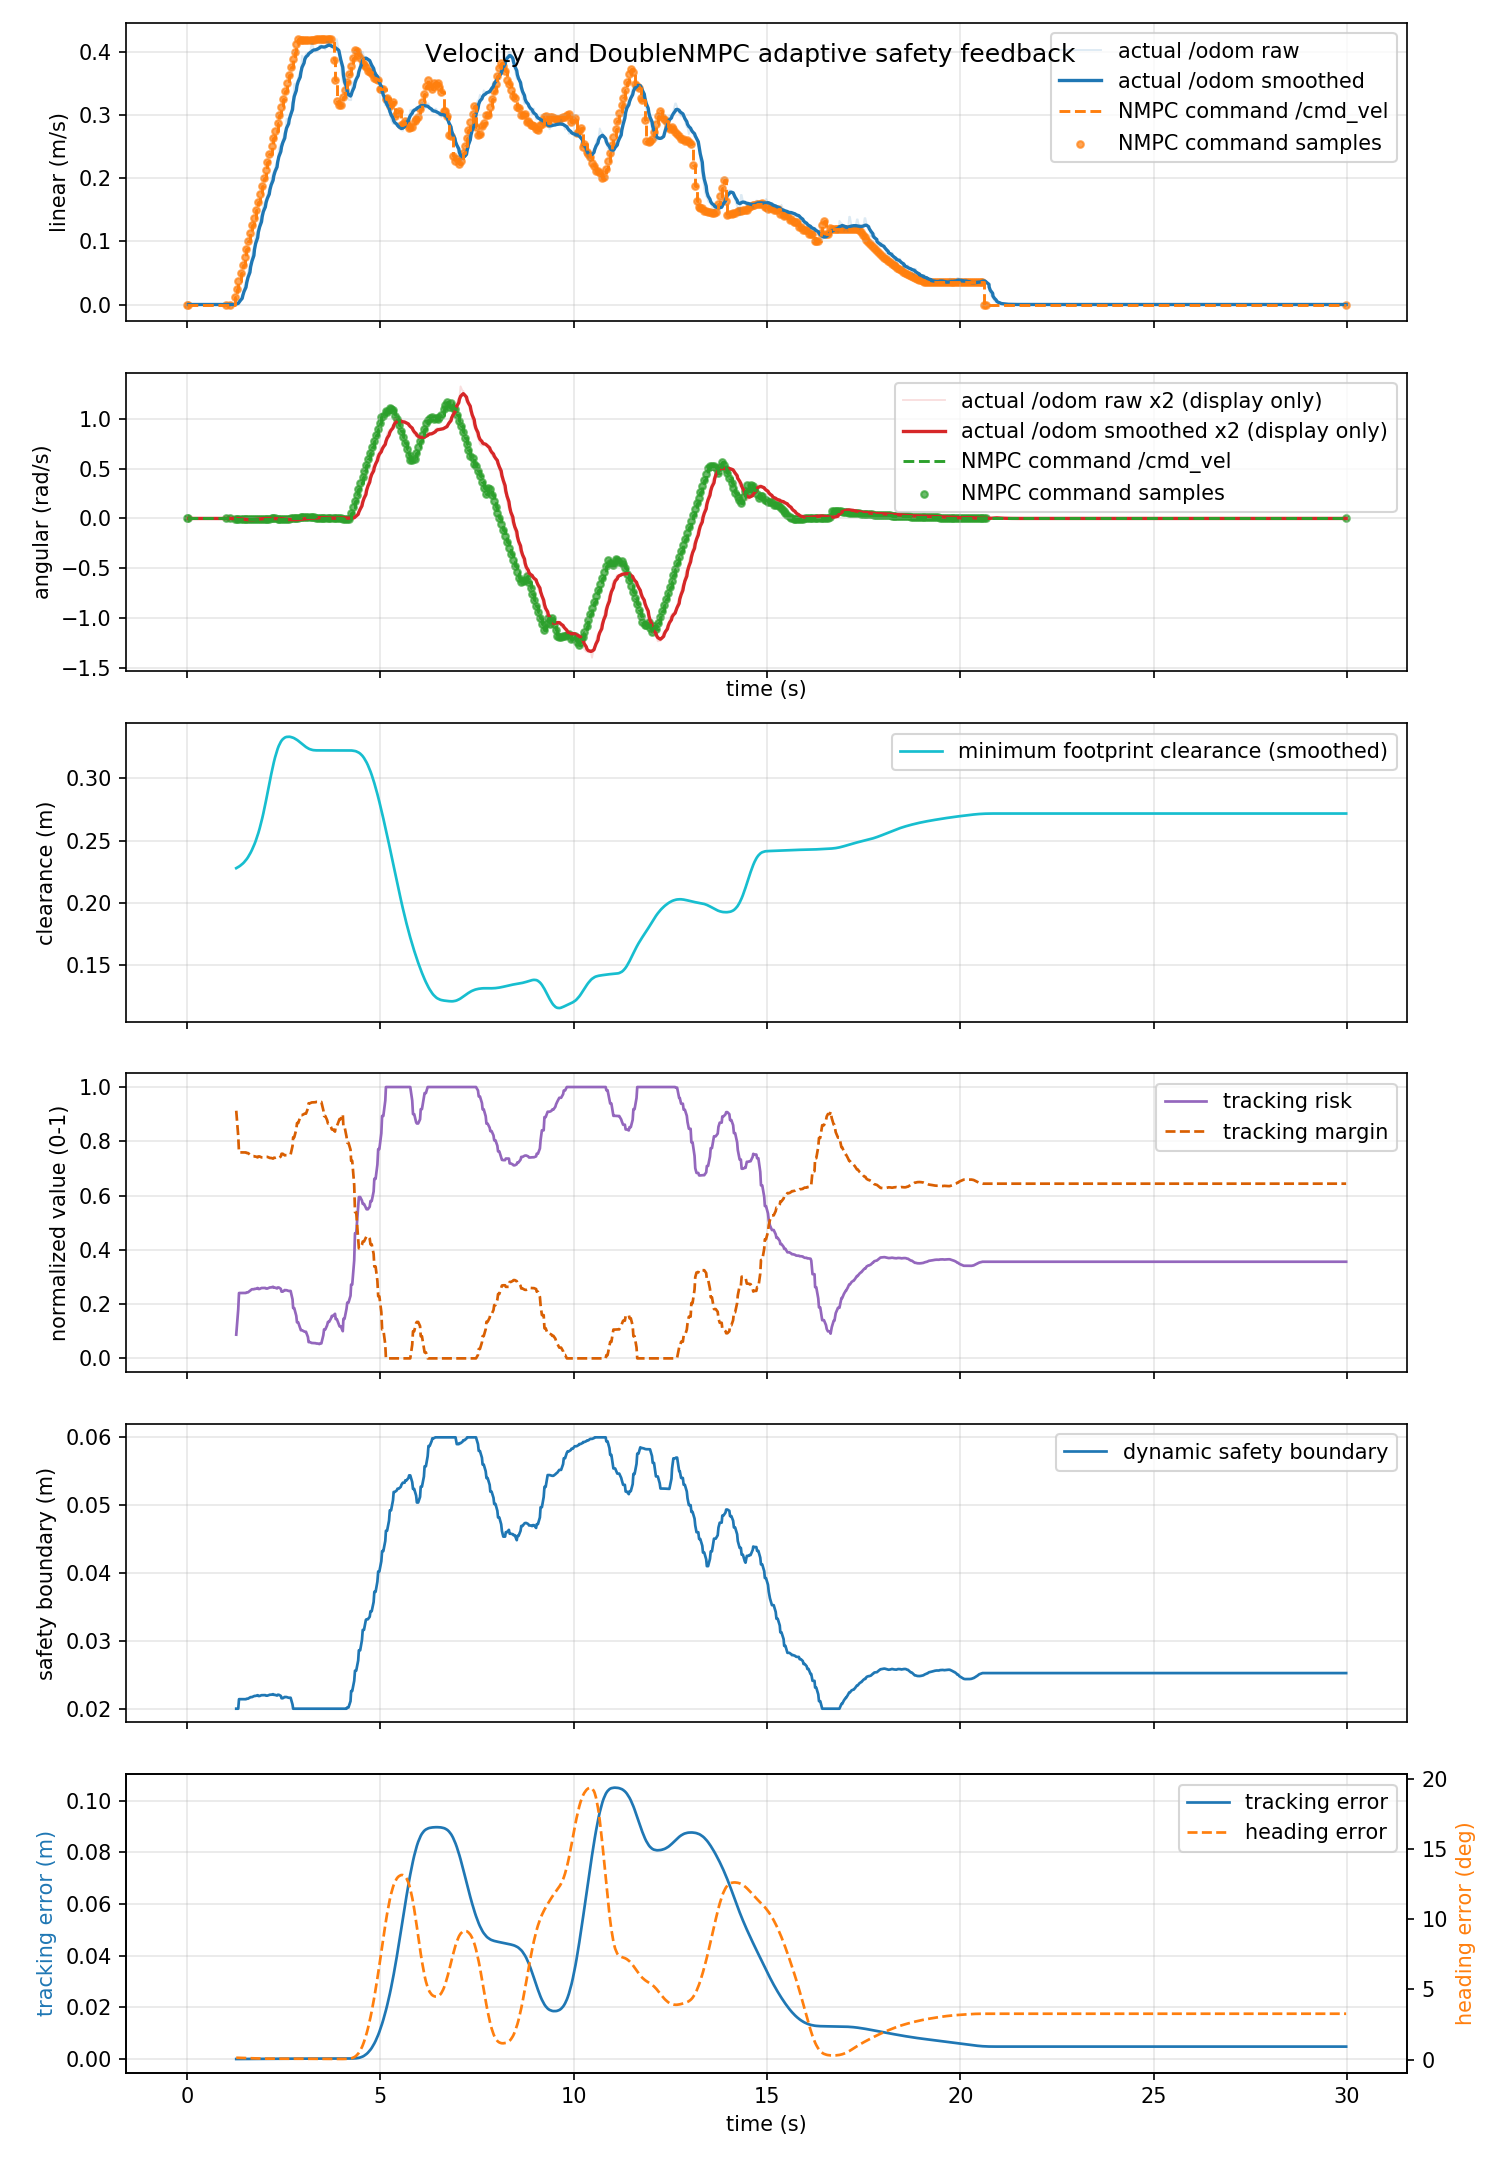 Velocity and DoubleNMPC adaptive safety feedback
linear (m/s)
0.4
0.3
0.2
0.1
0.0
actual /odom raw
actual /odom smoothed
NMPC command /cmd_vel
NMPC command samples
angular (rad/s)
1.0
0.5
0.0
−0.5
−1.0
−1.5
actual /odom raw x2 (display only)
actual /odom smoothed x2 (display only)
NMPC command /cmd_vel
NMPC command samples
time (s)
clearance (m)
0.30
0.25
0.20
0.15
minimum footprint clearance (smoothed)
normalized value (0-1)
1.0
0.8
0.6
0.4
0.2
0.0
tracking risk
tracking margin
safety boundary (m)
0.06
0.05
0.04
0.03
0.02
dynamic safety boundary
tracking error (m)
0.10
0.08
0.06
0.04
0.02
0.00
tracking error
heading error
20
15
10
5
0
heading error (deg)
0 5 10 15 20 25 30
time (s)